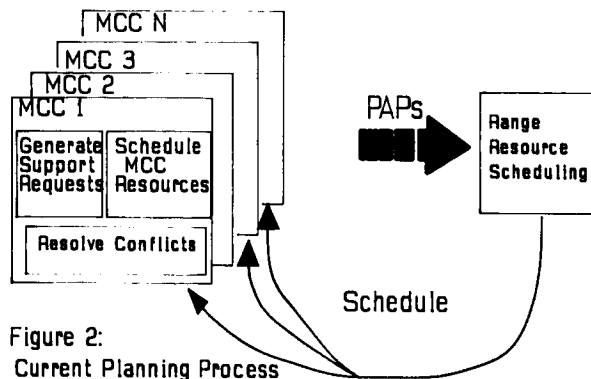 MCC N
MCC 3
MCC 2
MCC 1
Generate
Support
Requests
Schedule
MCC
Resources
Resolve Conflicts
PAPs
Range
Resource
Scheduling
Schedule
Figure 2:
Current Planning Process